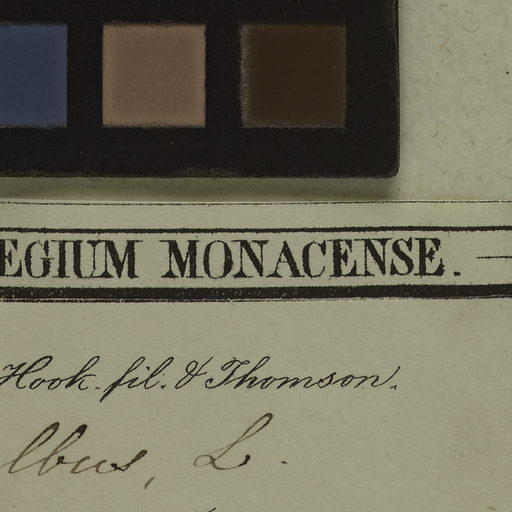 EGIUM MONACENSE.
Hook. fil. & Thomson.
lbus, L.